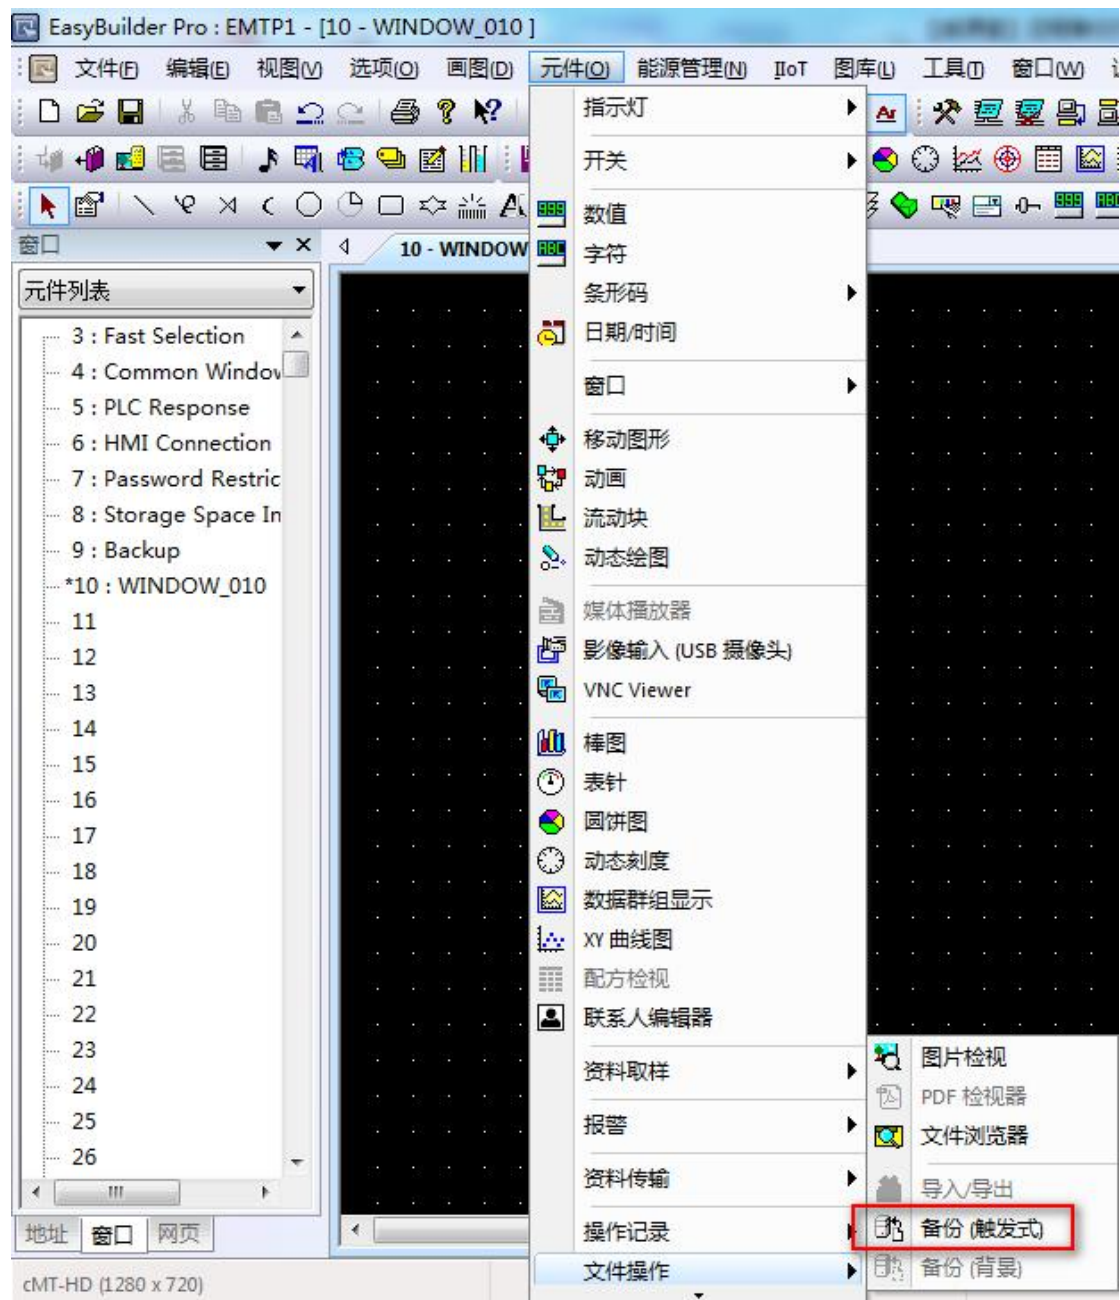 EasyBuilder Pro : EMTP1 - [10 - WINDOW_010 ]
文件(F) 编辑(E) 视图(V) 选项(O) 画图(D) 元件(O) 能源管理(N) IIoT 图库(L) 工具(T) 窗口(W)
窗口
10 - WINDOW
元件列表
3 : Fast Selection
4 : Common Window
5 : PLC Response
6 : HMI Connection
7 : Password Restric
8 : Storage Space In
9 : Backup
*10 : WINDOW_010
11
12
13
14
15
16
17
18
19
20
21
22
23
24
25
26
地址 窗口 网页
cMT-HD (1280 x 720)
指示灯
开关
数值
字符
条形码
日期/时间
窗口
移动图形
动画
流动块
动态绘图
媒体播放器
影像输入 (USB 摄像头)
VNC Viewer
棒图
表针
圆饼图
动态刻度
数据群组显示
XY 曲线图
配方检视
联系人编辑器
资料取样
报警
资料传输
操作记录
文件操作
图片检视
PDF 检视器
文件浏览器
导入/导出
备份 (触发式)
备份 (背景)